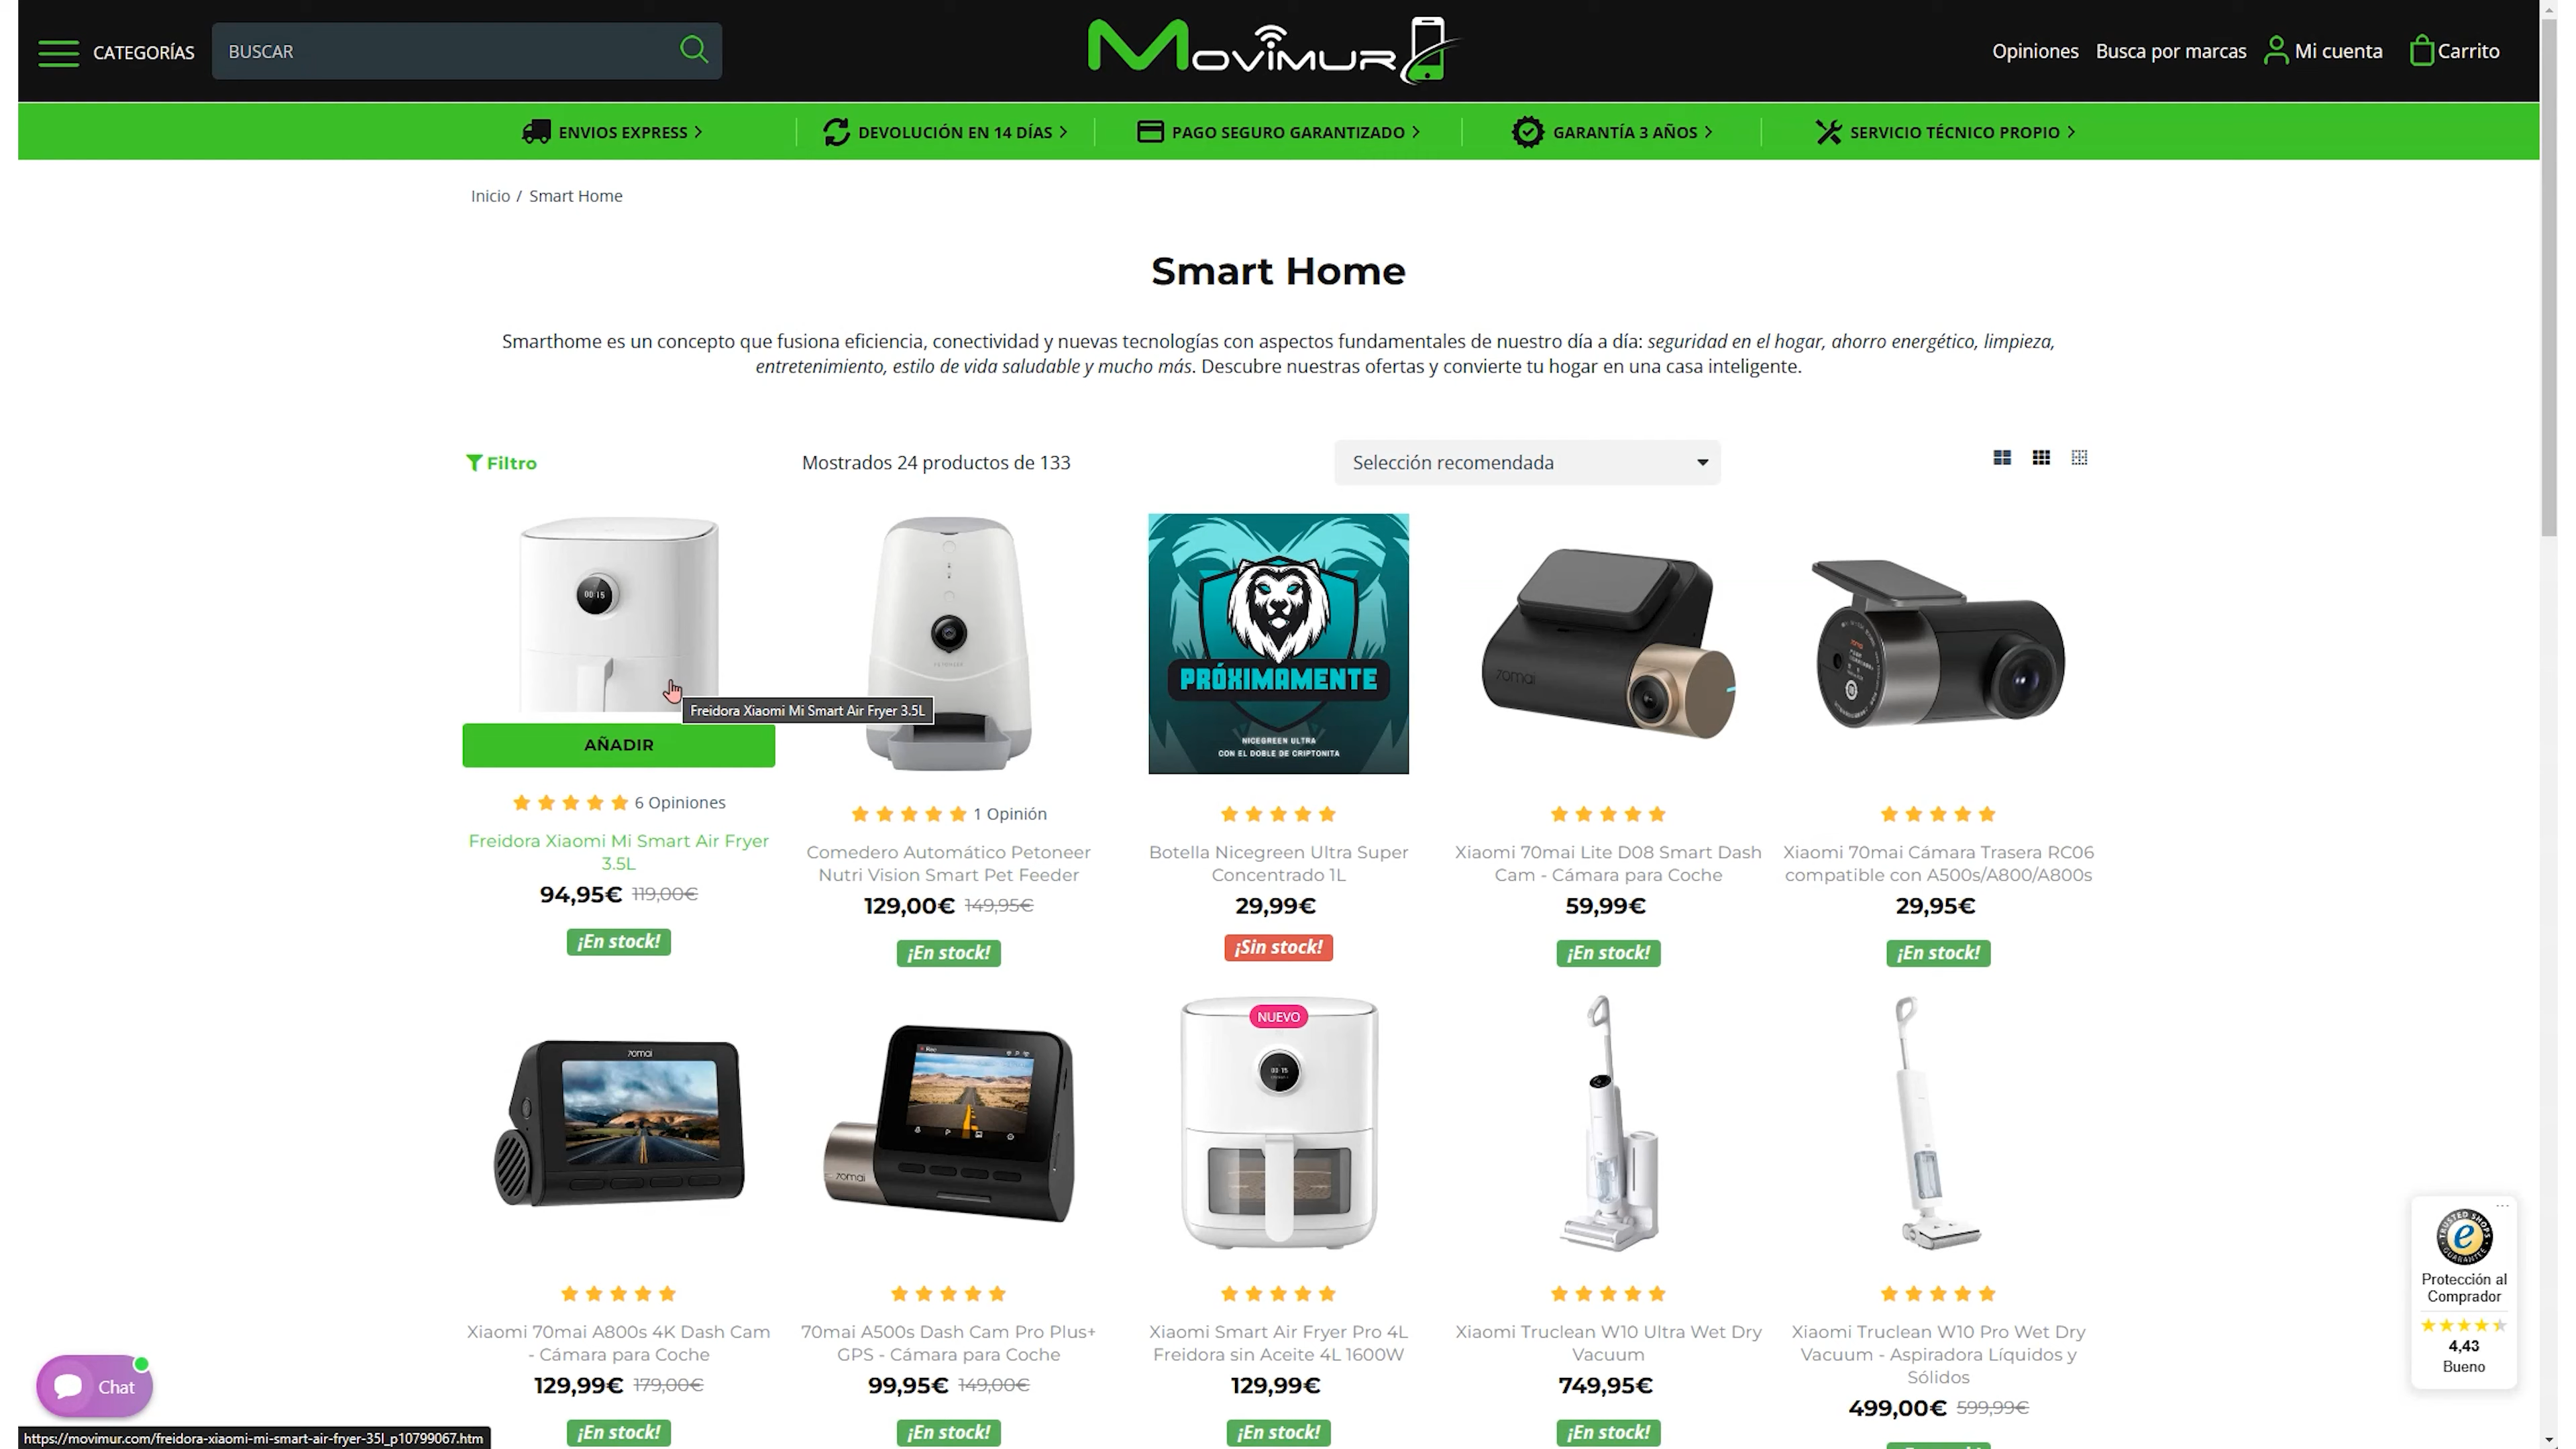 CATEGORÍAS
BUSCAR
MOVIMUR
Opiniones
Busca por marcas
Mi cuenta
Carrito
ENVIOS EXPRESS
DEVOLUCIÓN EN 14 DÍAS
PAGO SEGURO GARANTIZADO
GARANTÍA 3 AÑOS
SERVICIO TÉCNICO PROPIO
Inicio / Smart Home
Smart Home
Smarthome es un concepto que fusiona eficiencia, conectividad y nuevas tecnologías con aspectos fundamentales de nuestro día a día: seguridad en el hogar, ahorro energético, limpieza,
entretenimiento, estilo de vida saludable y mucho más. Descubre nuestras ofertas y convierte tu hogar en una casa inteligente.
Filtro
Mostrados 24 productos de 133
Selección recomendada
00:15
Freidora Xiaomi Mi Smart Air Fryer 3.5L
AÑADIR
6 Opiniones
Freidora Xiaomi Mi Smart Air Fryer
3.5L
94,95€ 119,00€
¡En stock!
1 Opinión
Comedero Automático Petoneer
Nutri Vision Smart Pet Feeder
129,00€ 149,95€
¡En stock!
PRÓXIMAMENTE
NICEGREEN ULTRA
CON EL DOBLE DE CRIPTONITA
Botella Nicegreen Ultra Super
Concentrado 1L
29,99€
¡Sin stock!
70mai
Xiaomi 70mai Lite D08 Smart Dash
Cam - Cámara para Coche
59,99€
¡En stock!
Xiaomi 70mai Cámara Trasera RC06
compatible con A500s/A800/A800s
29,95€
¡En stock!
70mai
Xiaomi 70mai A800s 4K Dash Cam
- Cámara para Coche
129,99€ 179,00€
¡En stock!
70mai
70mai A500s Dash Cam Pro Plus+
GPS - Cámara para Coche
99,95€ 149,00€
¡En stock!
NUEVO
00:15
Xiaomi Smart Air Fryer Pro 4L
Freidora sin Aceite 4L 1600W
129,99€
¡En stock!
Xiaomi Truclean W10 Ultra Wet Dry
Vacuum
749,95€
¡En stock!
Xiaomi Truclean W10 Pro Wet Dry
Vacuum - Aspiradora Líquidos y
Sólidos
499,00€ 599,99€
TRUSTED SHOPS
GUARANTEE
Protección al
Comprador
4,43
Bueno
Chat
https://movimur.com/freidora-xiaomi-mi-smart-air-fryer-35l_p10799067.htm